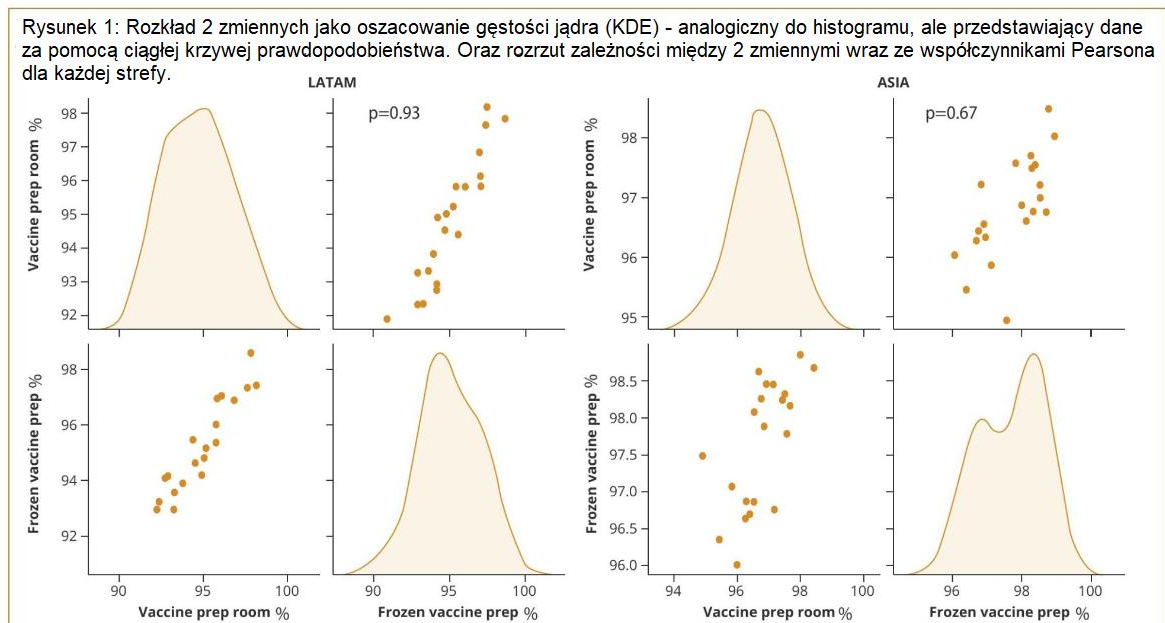 Rysunek 1: Rozkład 2 zmiennych jako oszacowanie gęstości jądra (KDE) - analogiczny do histogramu, ale przedstawiający dane
za pomocą ciągłej krzywej prawdopodobieństwa. Oraz rozrzut zależności między 2 zmiennymi wraz ze współczynnikami Pearsona
dla każdej strefy.
LATAM
Vaccine prep room %
98
97
96
95
94
93
92
p=0.93
Frozen vaccine prep %
98
96
94
92
90 95 100
Vaccine prep room %
90 95 100
Frozen vaccine prep %
ASIA
Vaccine prep room %
98
97
96
95
p=0.67
Frozen vaccine prep %
98.5
98.0
97.5
97.0
96.5
96.0
94 96 98 100
Vaccine prep room %
96 98 100
Frozen vaccine prep %